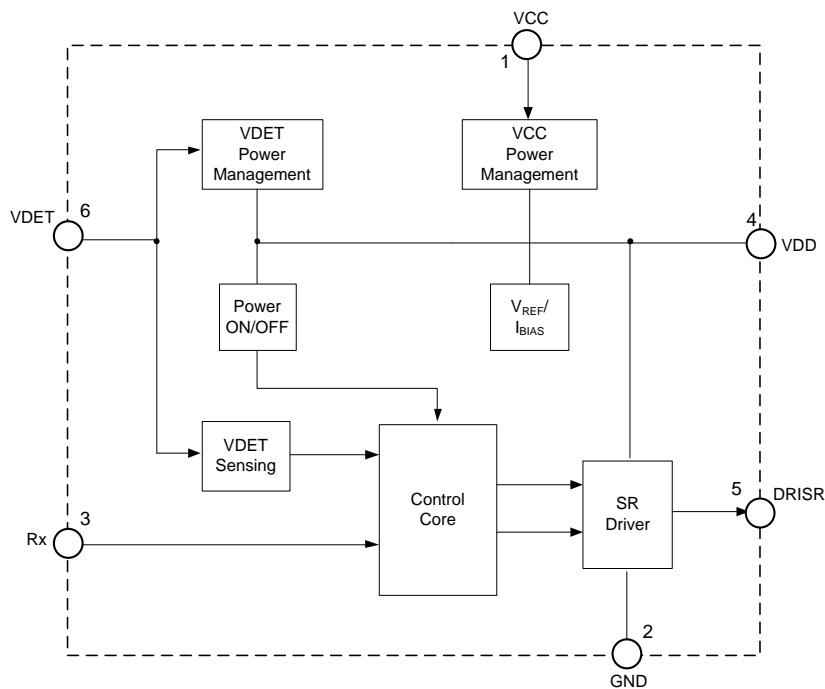 VCC
1
VDET
Power
Management
VCC
Power
Management
VDET
6
4
VDD
Power
ON/OFF
VREF/
IBIAS
VDET
Sensing
Control
Core
SR
Driver
5
DRISR
Rx
3
2
GND